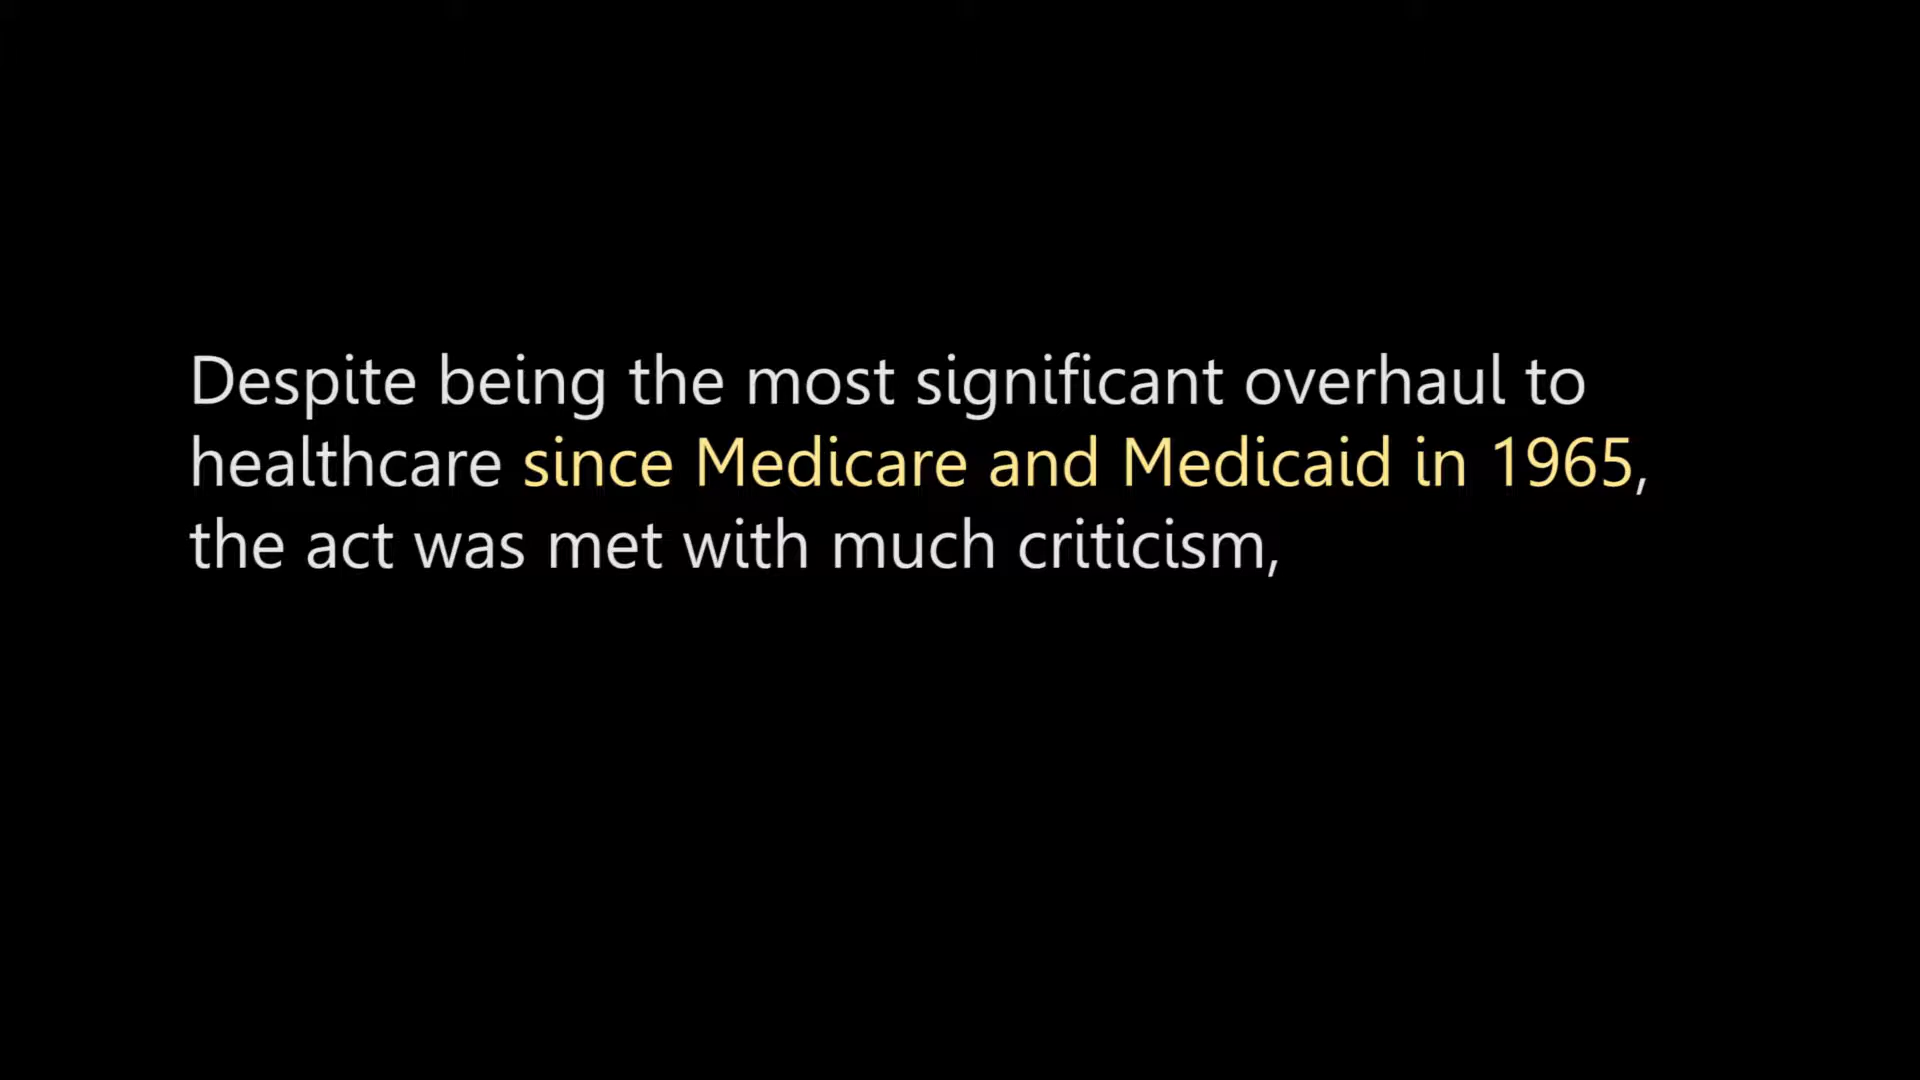 Despite being the most significant overhaul to
healthcare since Medicare and Medicaid in 1965,
the act was met with much criticism,